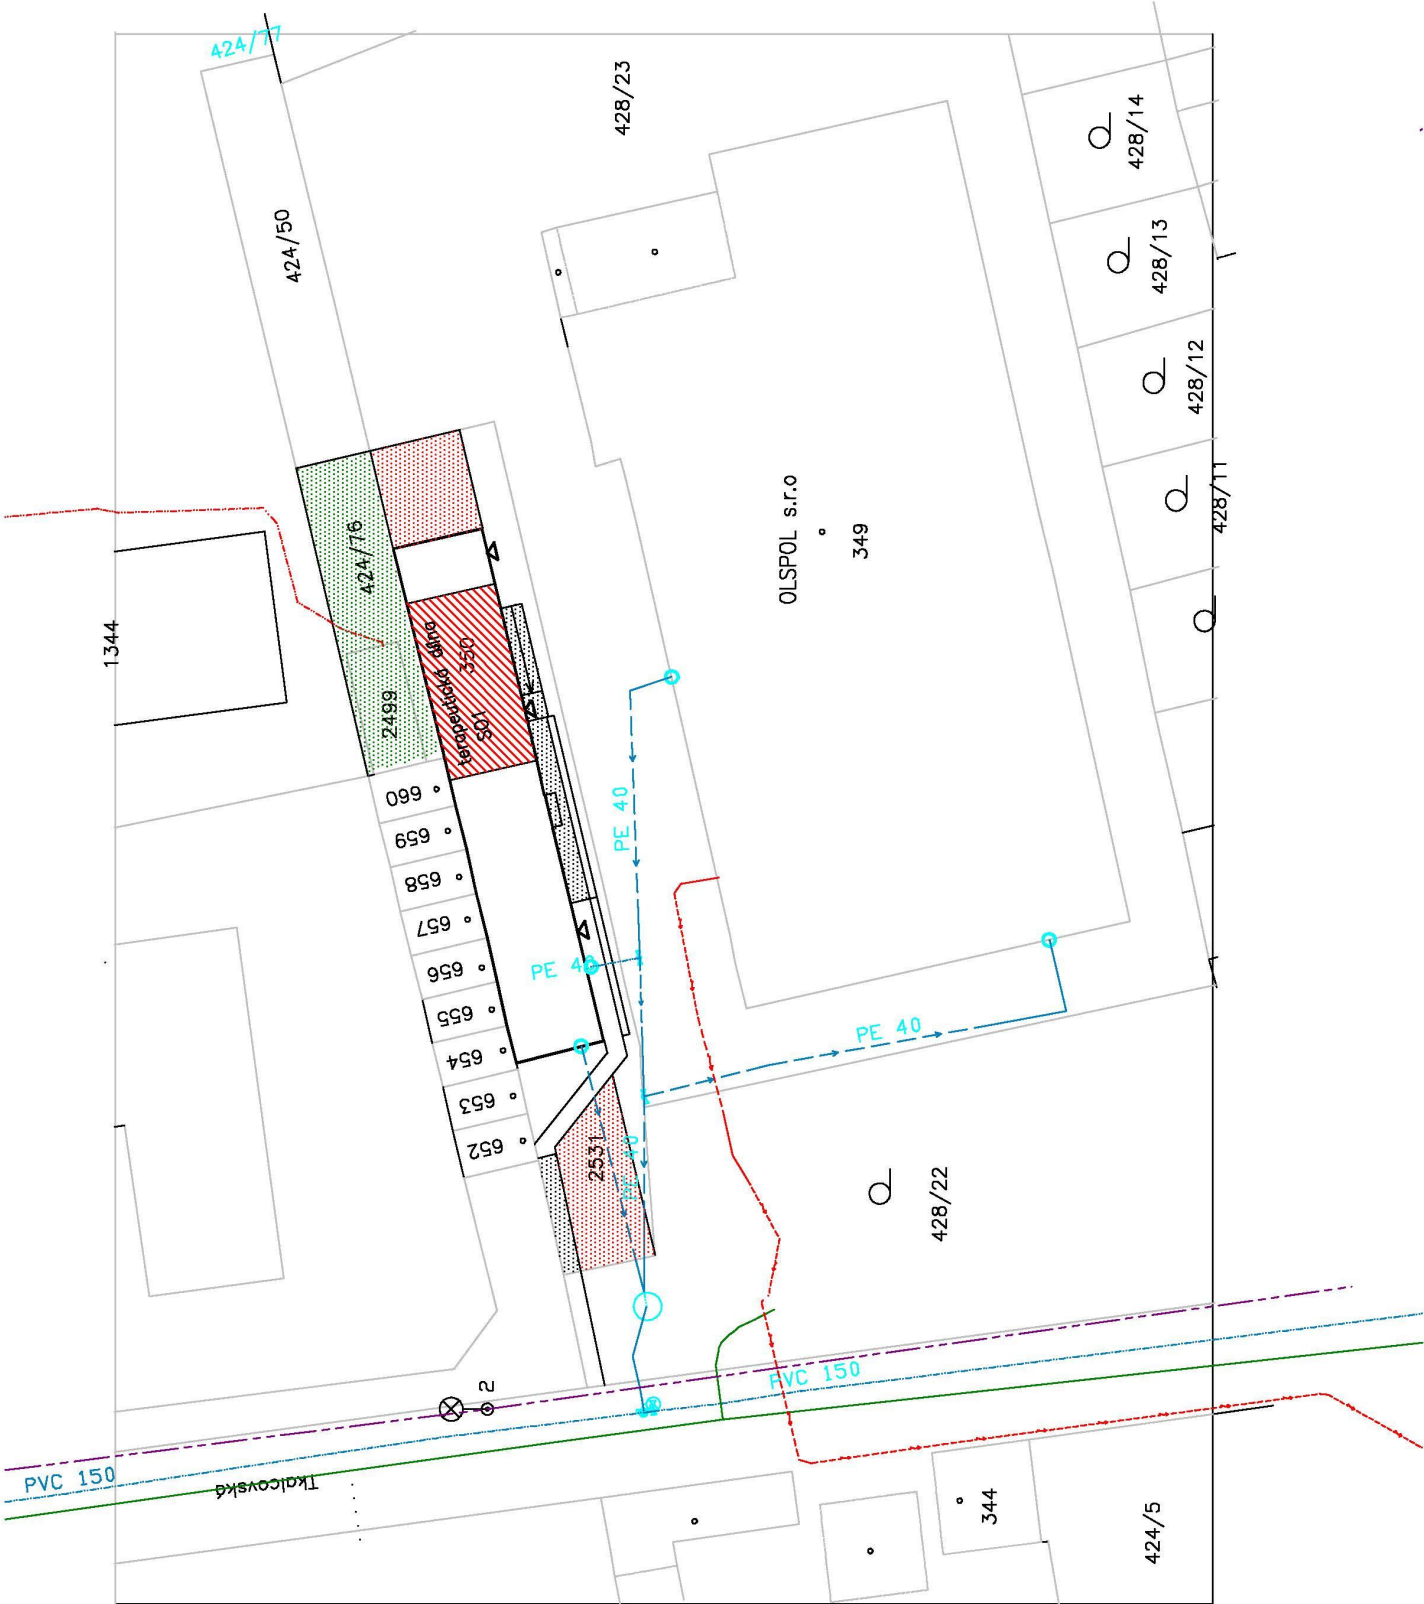 424/77
428/23
428/14
424/50
428/13
428/12
428/11
OLSPOL s.r.o
349
424/76
1344
2499
terapeutická dílna
350
SO1
660
659
658
657
656
655
654
653
652
PE 40
PE 40
PE 40
PE 40
2531
428/22
PVC 150
2
PVC 150
Tkalcovská
344
424/5